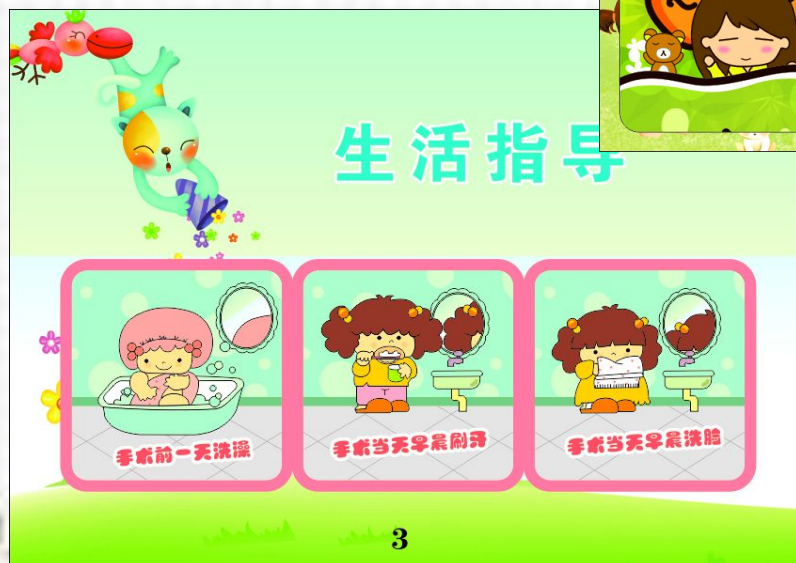 生活指导
手术前一天洗澡
手术当天早晨刷牙
手术当天早晨洗脸
3